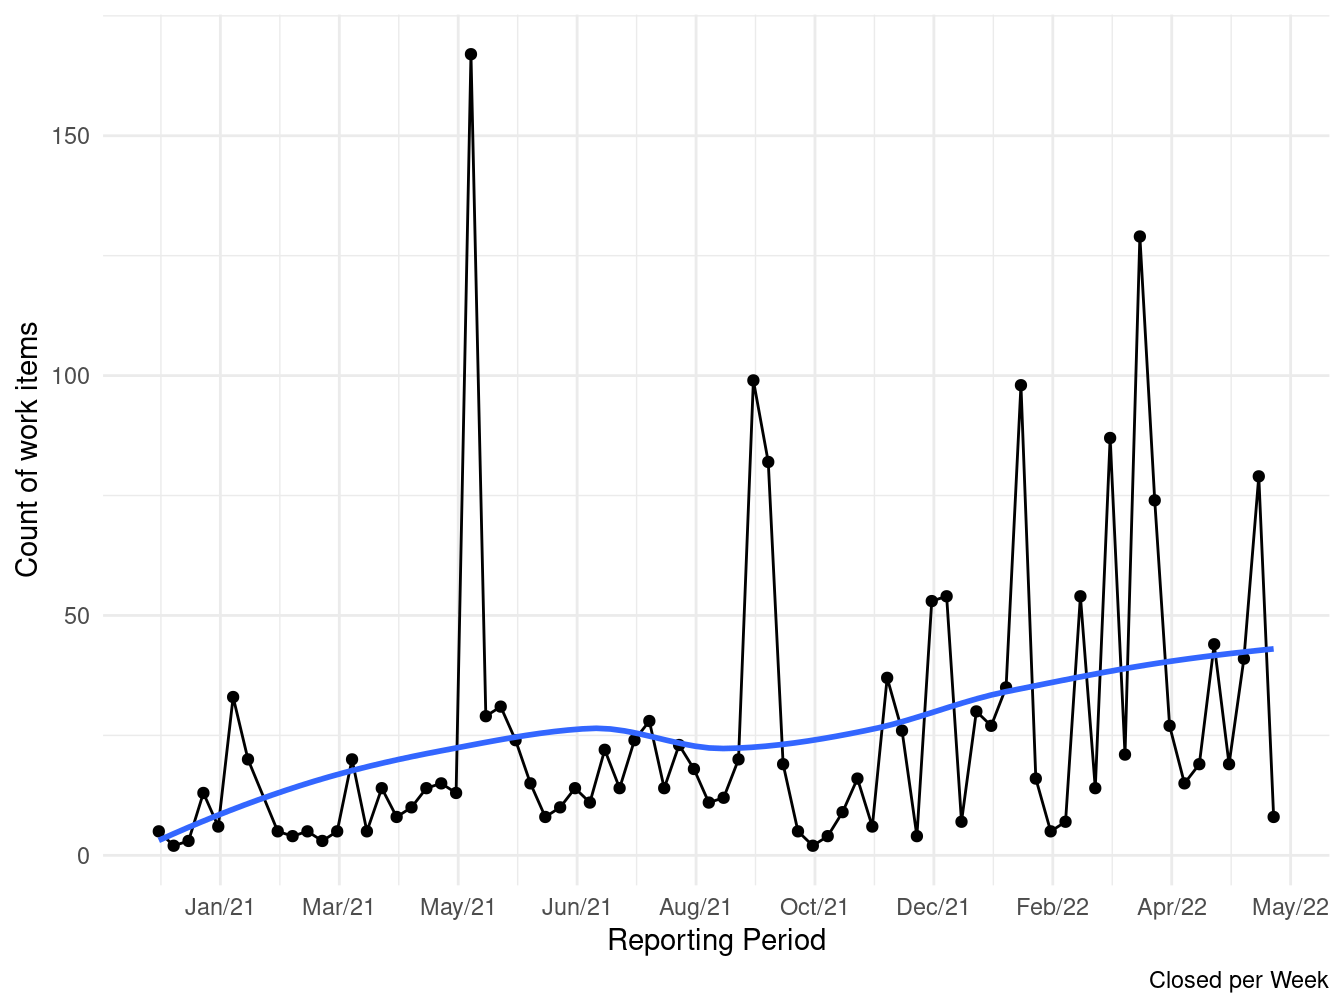 Count of work items
150
100
50
0
Jan/21 Mar/21 May/21 Jun/21 Aug/21 Oct/21 Dec/21 Feb/22 Apr/22 May/22
Reporting Period
Closed per Week